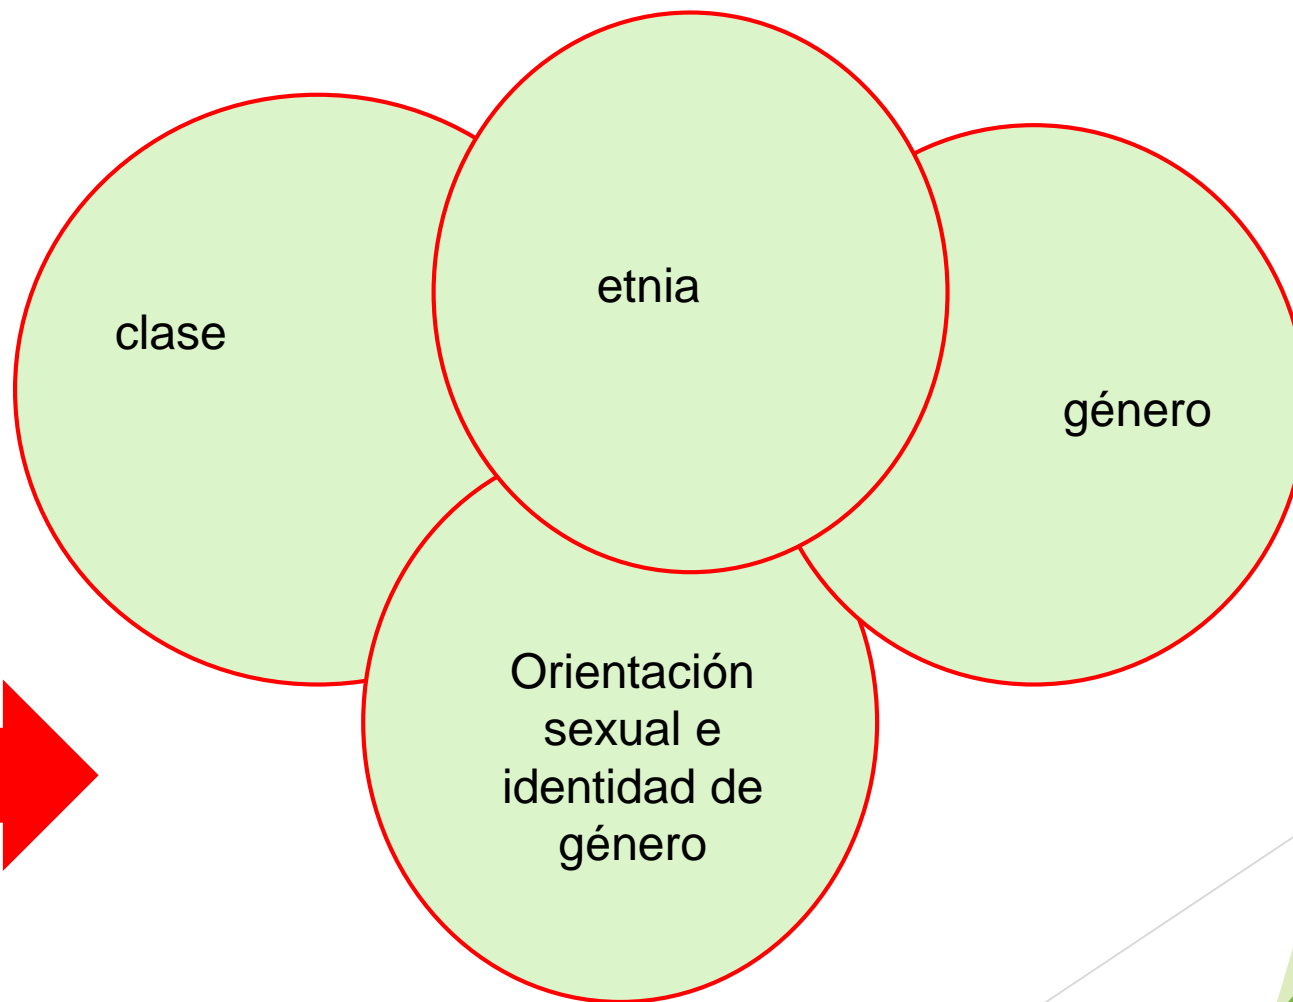 etnia
clase
género
Orientación
sexual e
identidad de
género